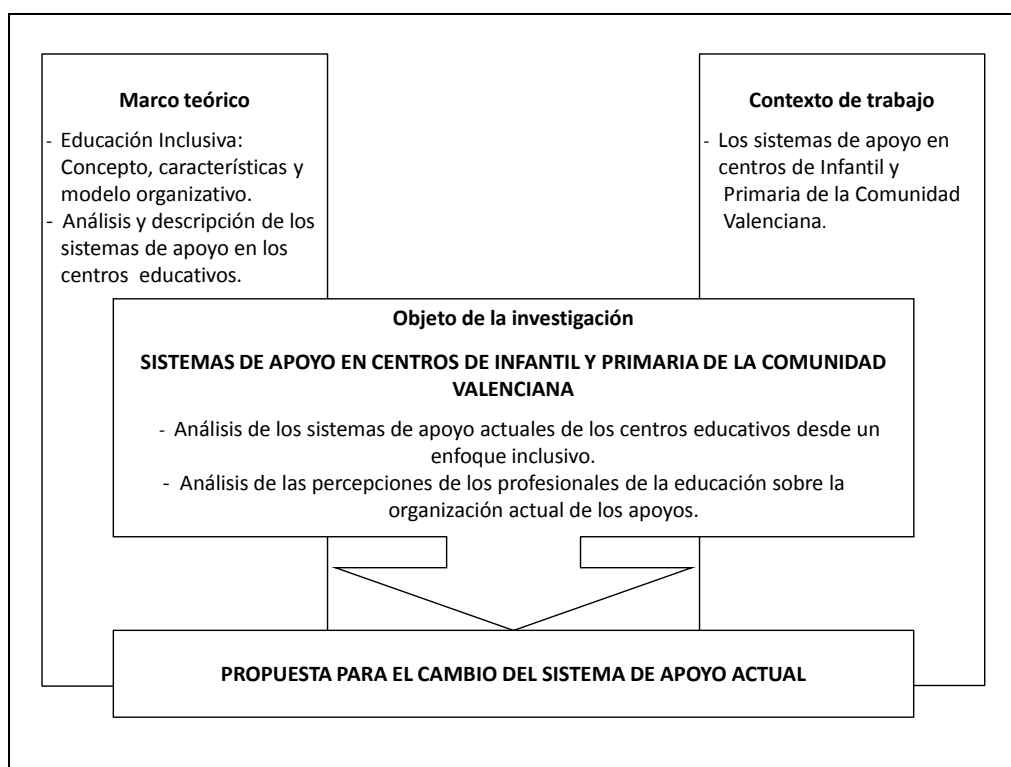 Marco teórico
- Educación Inclusiva:
Concepto, características y
modelo organizativo.
- Análisis y descripción de los
sistemas de apoyo en los
centros educativos.
Contexto de trabajo
- Los sistemas de apoyo en
centros de Infantil y
Primaria de la Comunidad
Valenciana.
Objeto de la investigación
SISTEMAS DE APOYO EN CENTROS DE INFANTIL Y PRIMARIA DE LA COMUNIDAD
VALENCIANA
- Análisis de los sistemas de apoyo actuales de los centros educativos desde un
enfoque inclusivo.
- Análisis de las percepciones de los profesionales de la educación sobre la
organización actual de los apoyos.
PROPUESTA PARA EL CAMBIO DEL SISTEMA DE APOYO ACTUAL